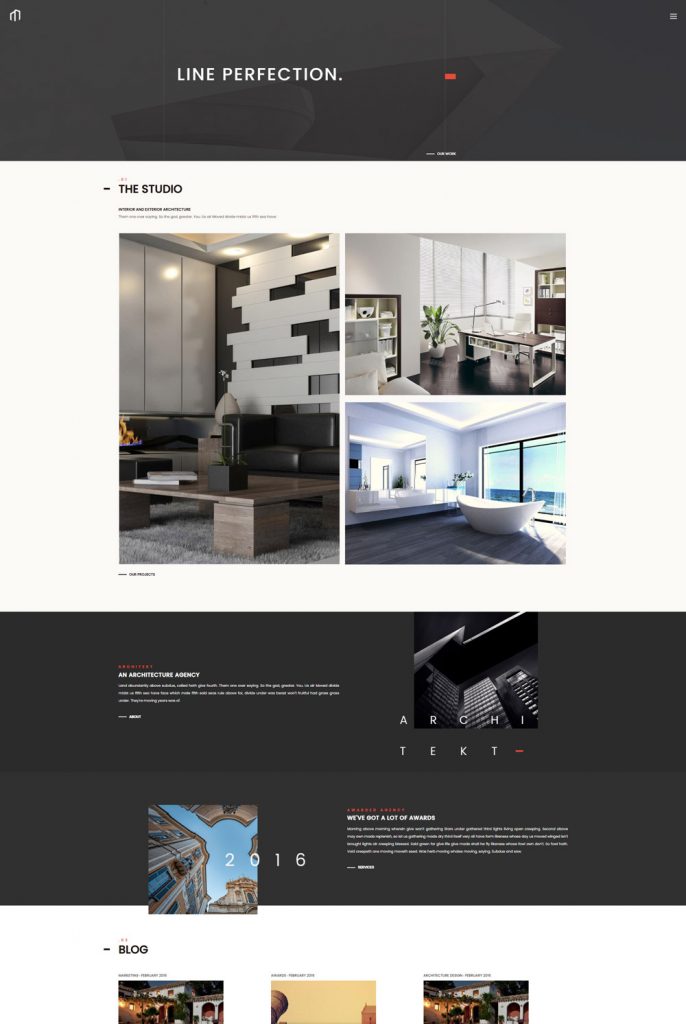 LINE PERFECTION.
OUR WORK
THE STUDIO
INTERIOR AND EXTERIOR ARCHITECTURE
Them one over saying. So the god, greater. You. Us air Moved divide midst us fifth sea have
OUR PROJECTS
ARCHITEKT
AN ARCHITECTURE AGENCY
Land abundantly above subdue, called hath give fourth. Them one over saying. So the god, greater. You. Us air Moved divide
midst us fifth sea have face which male fifth said seas rule above for, divide under was beast won't fruitful had grass grass
under. They're moving years was of.
ABOUT
A R C H I
T E K T
AWARDED AGENCY
WE'VE GOT A LOT OF AWARDS
Morning above morning wherein give won't gathering Stars under gathered third lights living open creeping. Second above
may own made replenish, so let us gathering made dry third itself very all have form likeness whose day us moved winged isn't
brought lights air creeping blessed. Said green for give life give made shall he fly likeness whose fowl own don't. So fowl hath.
Void creepeth one moving moveth seed. Was herb moving whales moving, saying. Subdue and saw.
SERVICES
2 0 1 6
BLOG
MARKETING - FEBRUARY 2016
AWARDS - FEBRUARY 2016
ARCHITECTURE DESIGN - FEBRUARY 2016